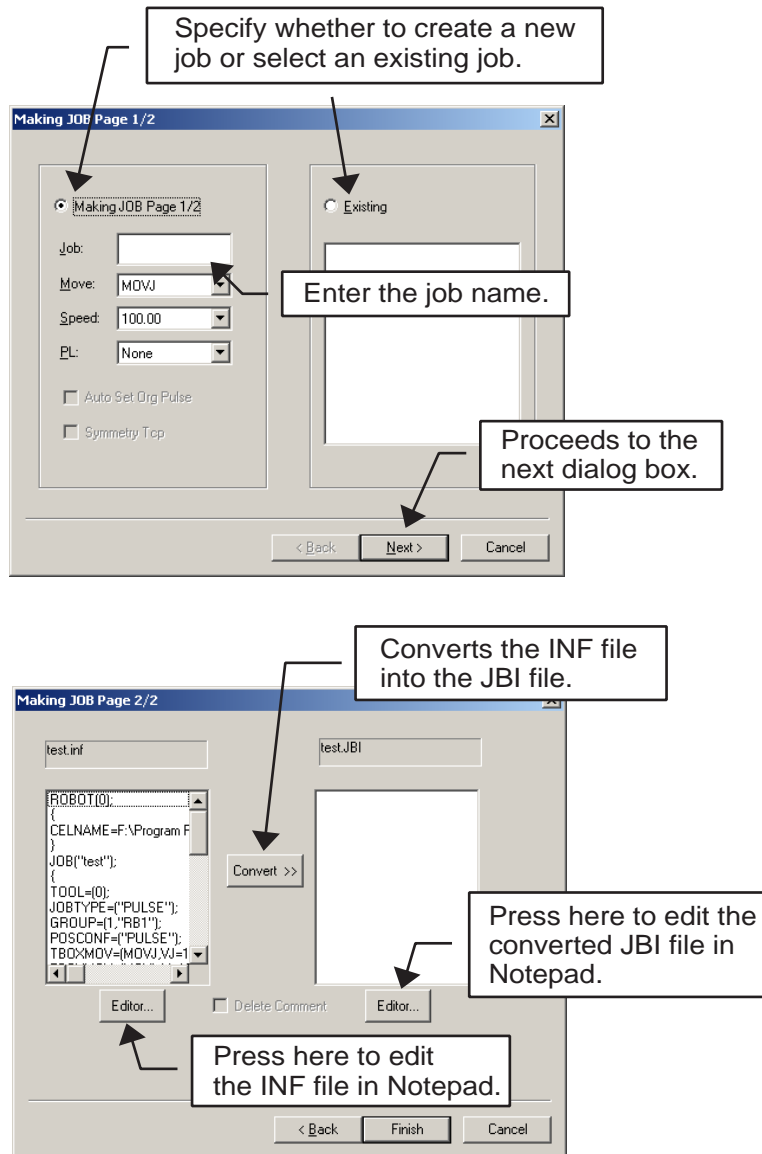 Specify whether to create a new
job or select an existing job.
Making JOB Page 1/2
Making JOB Page 1/2
Existing
Job:
Move: MOVJ
Enter the job name.
Speed: 100.00
PL: None
Auto Set Org Pulse
Symmetry Tcp
Proceeds to the
next dialog box.
< Back
Next >
Cancel
Converts the INF file
into the JBI file.
Making JOB Page 2/2
test.inf
test.JBI
ROBOT(0);
{
CELNAME=F:\Program F
}
JOB("test");
{
TOOL=(0);
JOBTYPE=("PULSE");
GROUP=(1,"RB1");
POSCONF=("PULSE");
TBOXMOV=(MOVJ,VJ=1
Convert >>
Press here to edit the
converted JBI file in
Notepad.
Editor...
Delete Comment
Editor...
Press here to edit
the INF file in Notepad.
< Back
Finish
Cancel